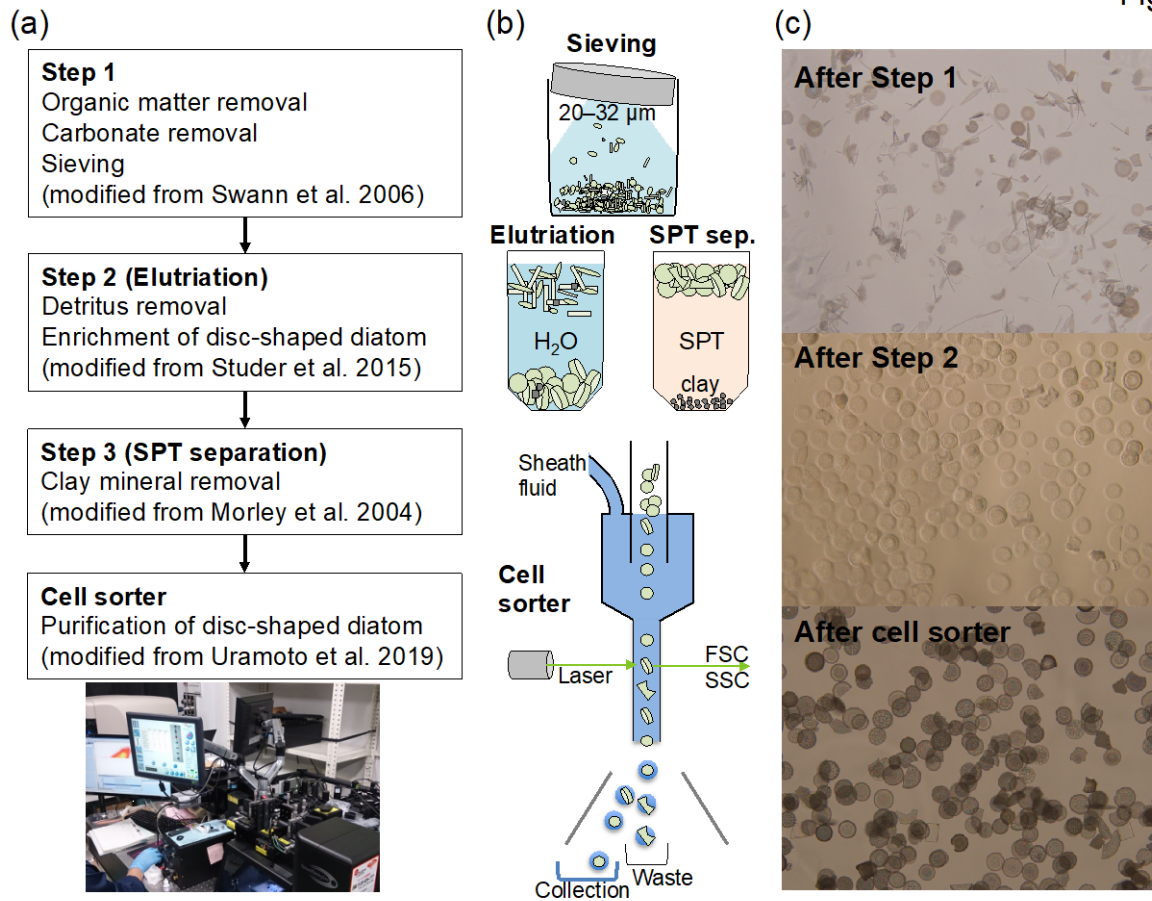 (a)
Step 1
Organic matter removal
Carbonate removal
Sieving
(modified from Swann et al. 2006)
Step 2 (Elutriation)
Detritus removal
Enrichment of disc-shaped diatom
(modified from Studer et al. 2015)
Step 3 (SPT separation)
Clay mineral removal
(modified from Morley et al. 2004)
Cell sorter
Purification of disc-shaped diatom
(modified from Uramoto et al. 2019)
(b)
Sieving
20–32 µm
Elutriation
SPT sep.
H₂O
SPT
clay
Sheath
fluid
Cell
sorter
Laser
FSC
SSC
Collection
Waste
(c)
After Step 1
After Step 2
After cell sorter